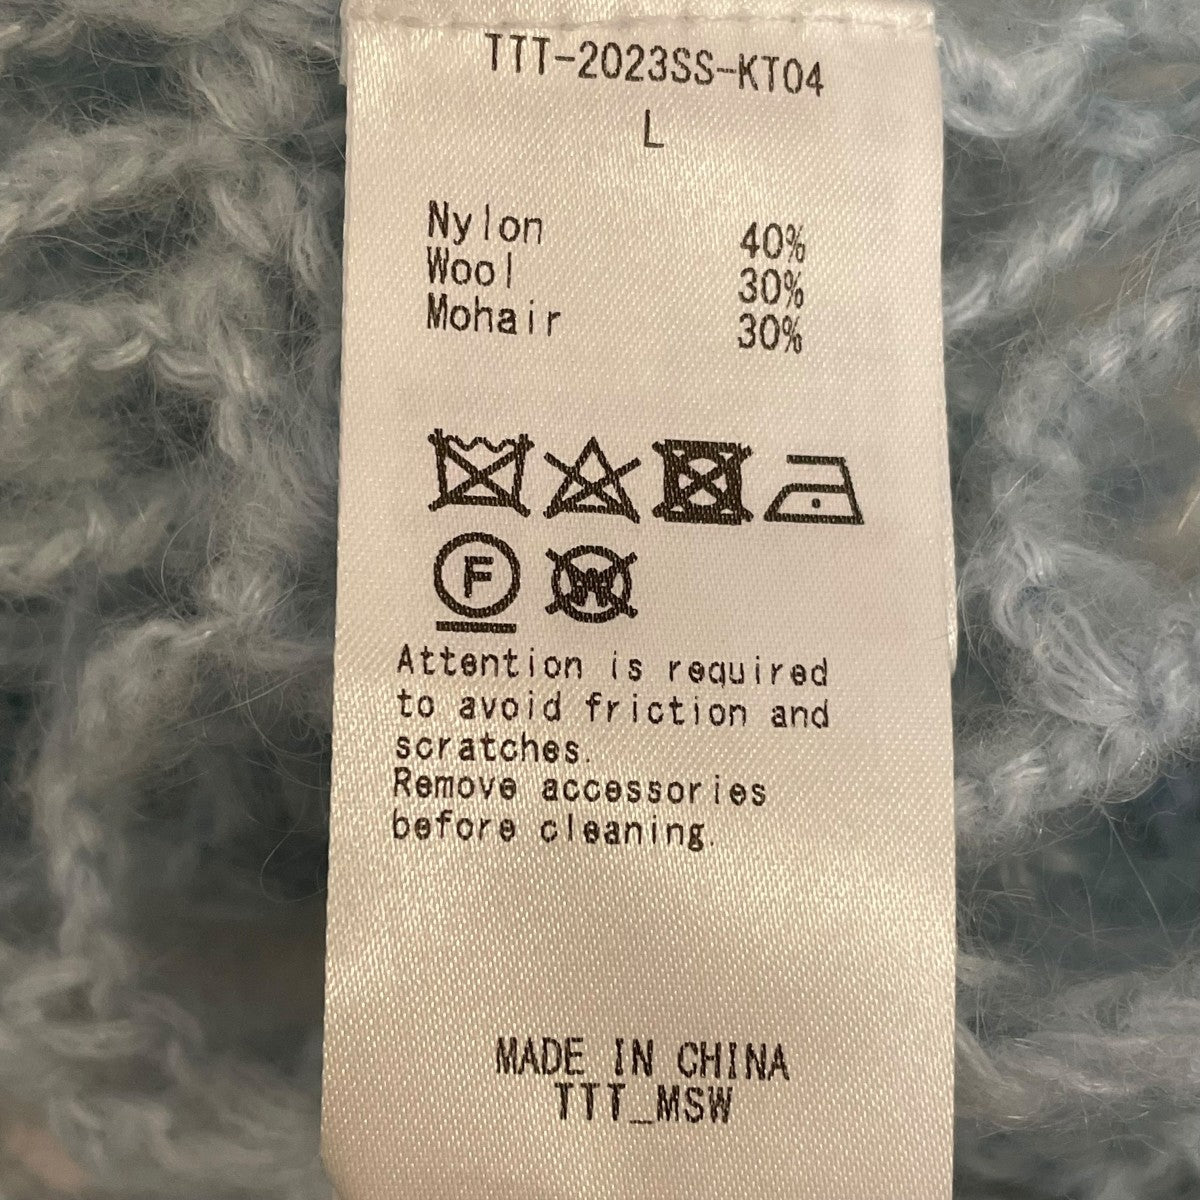 TTT-2023SS-KT04
L
Nylon 40%
Wool 30%
Mohair 30%
F
W
Attention is required
to avoid friction and
scratches.
Remove accessories
before cleaning.
MADE IN CHINA
TTT_MSW